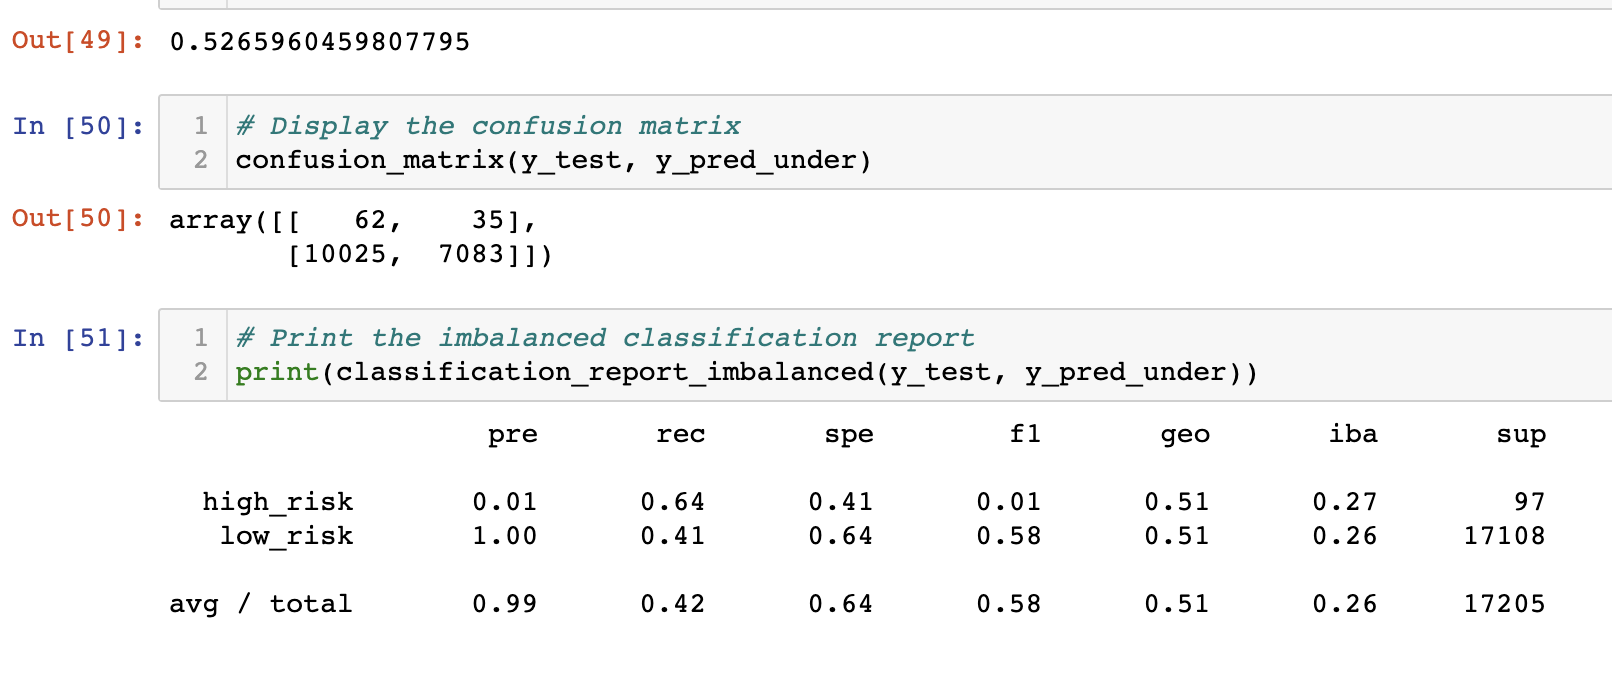 Out[49]: 0.5265960459807795
In [50]: 1 # Display the confusion matrix
2 confusion_matrix(y_test, y_pred_under)
Out[50]: array([[   62,    35],
       [10025,  7083]])
In [51]: 1 # Print the imbalanced classification report
2 print(classification_report_imbalanced(y_test, y_pred_under))
pre rec spe f1 geo iba sup
high_risk 0.01 0.64 0.41 0.01 0.51 0.27 97
low_risk 1.00 0.41 0.64 0.58 0.51 0.26 17108
avg / total 0.99 0.42 0.64 0.58 0.51 0.26 17205